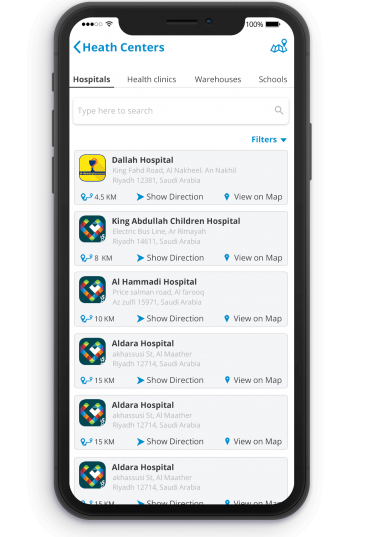 100%
Heath Centers
Hospitals Health clinics Warehouses Schools
Type here to search
Filters
Dallah Hospital
King Fahd Road, Al Nakheel. An Nakhil
Riyadh 12381, Saudi Arabia
4.5 KM Show Direction View on Map
King Abdullah Children Hospital
Electric Bus Line, Ar Rimayah
Riyadh 14611, Saudi Arabia
8 KM Show Direction View on Map
Al Hammadi Hospital
Price salman road, Al farooq
Az zulfi 15971, Saudi Arabia
10 KM Show Direction View on Map
Aldara Hospital
akhassusi St, Al Maather
Riyadh 12714, Saudi Arabia
15 KM Show Direction View on Map
Aldara Hospital
akhassusi St, Al Maather
Riyadh 12714, Saudi Arabia
15 KM Show Direction View on Map
Aldara Hospital
akhassusi St, Al Maather
Riyadh 12714, Saudi Arabia
15 KM Show Direction View on Map